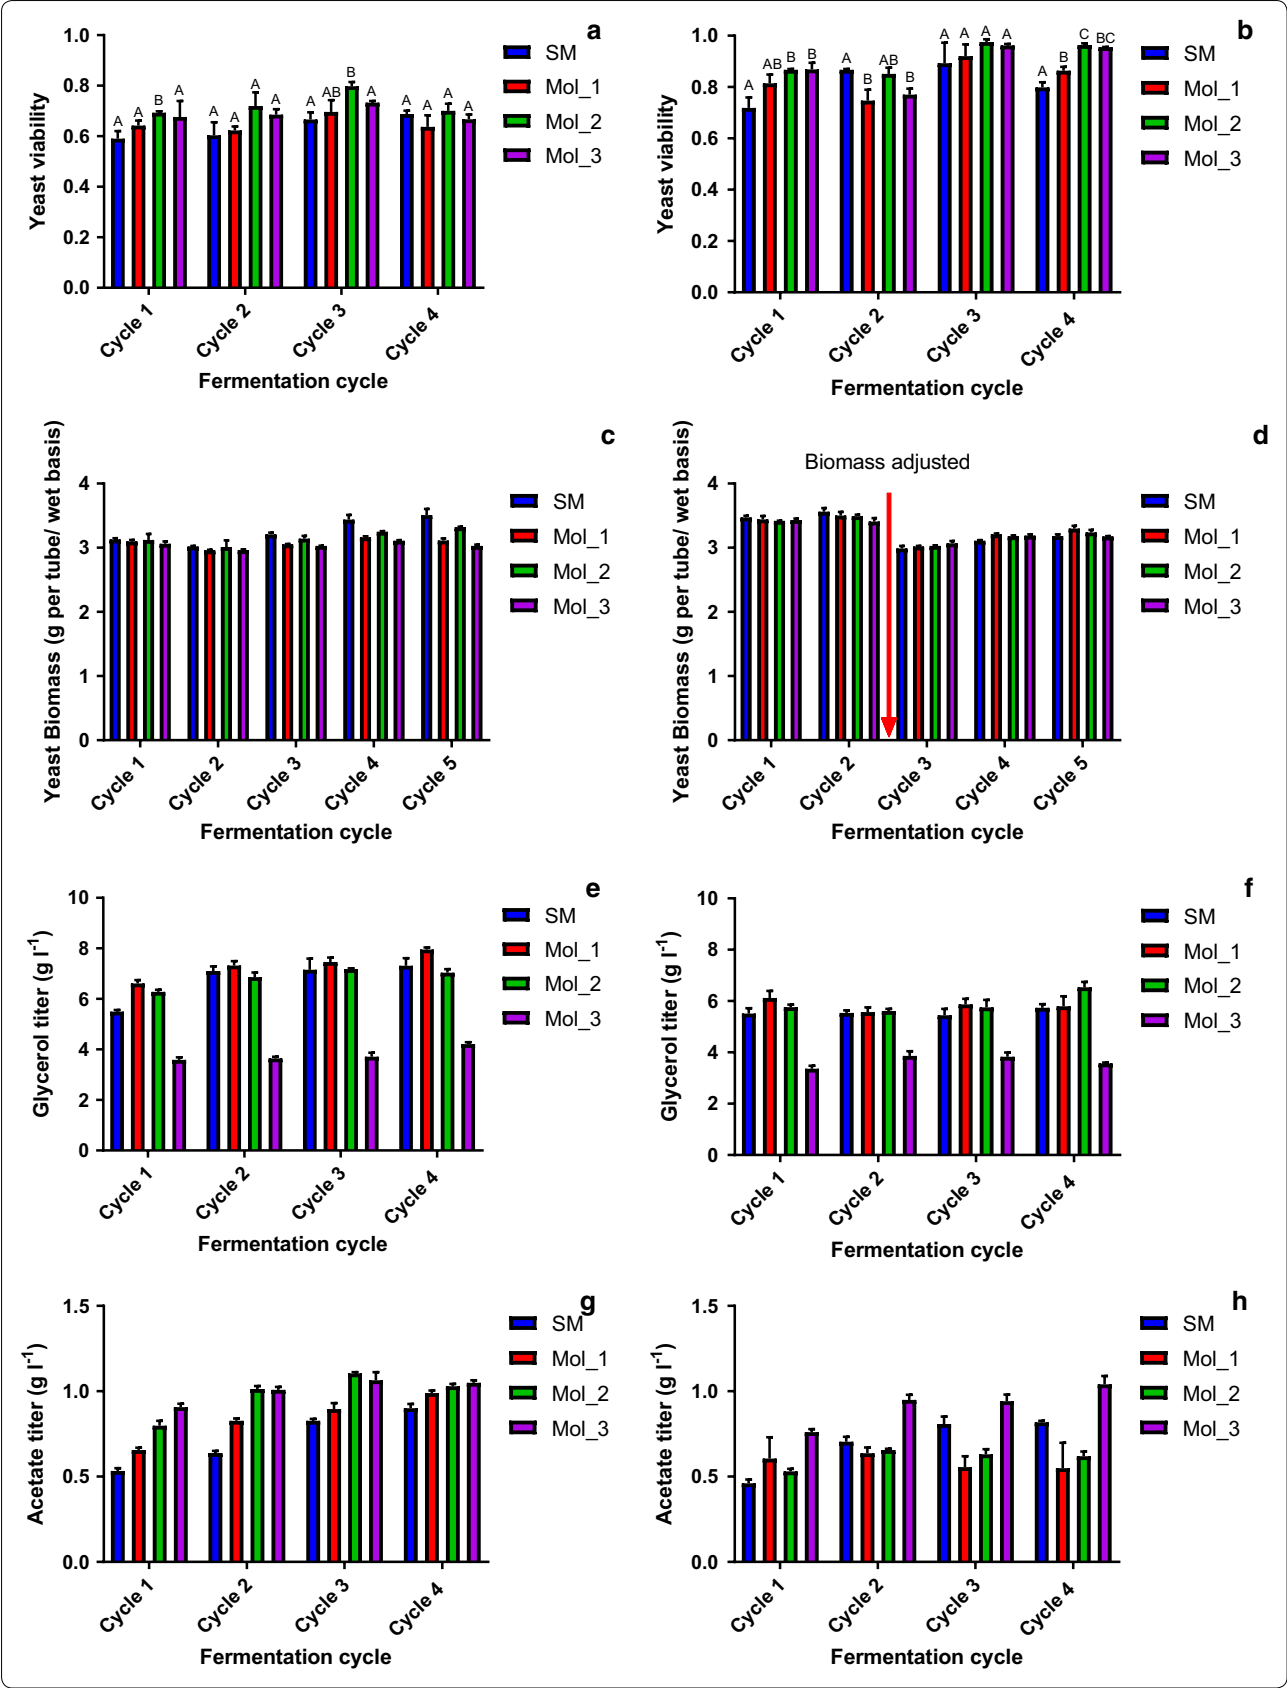 a
1.0
0.8
0.6
0.4
0.2
0.0
Yeast viability
A A B A
A A A A
A AB B A
A A A A
SM
Mol_1
Mol_2
Mol_3
Cycle 1
Cycle 2
Cycle 3
Cycle 4
Fermentation cycle
b
1.0
0.8
0.6
0.4
0.2
0.0
Yeast viability
A AB B B
A B AB B
A A A A
A B C BC
SM
Mol_1
Mol_2
Mol_3
Cycle 1
Cycle 2
Cycle 3
Cycle 4
Fermentation cycle
c
4
3
2
1
0
Yeast Biomass (g per tube/ wet basis)
SM
Mol_1
Mol_2
Mol_3
Cycle 1
Cycle 2
Cycle 3
Cycle 4
Cycle 5
Fermentation cycle
d
Biomass adjusted
4
3
2
1
0
Yeast Biomass (g per tube/ wet basis)
SM
Mol_1
Mol_2
Mol_3
Cycle 1
Cycle 2
Cycle 3
Cycle 4
Cycle 5
Fermentation cycle
e
10
8
6
4
2
0
Glycerol titer (g l-1)
SM
Mol_1
Mol_2
Mol_3
Cycle 1
Cycle 2
Cycle 3
Cycle 4
Fermentation cycle
f
10
8
6
4
2
0
Glycerol titer (g l-1)
SM
Mol_1
Mol_2
Mol_3
Cycle 1
Cycle 2
Cycle 3
Cycle 4
Fermentation cycle
g
1.5
1.0
0.5
0.0
Acetate titer (g l-1)
SM
Mol_1
Mol_2
Mol_3
Cycle 1
Cycle 2
Cycle 3
Cycle 4
Fermentation cycle
h
1.5
1.0
0.5
0.0
Acetate titer (g l-1)
SM
Mol_1
Mol_2
Mol_3
Cycle 1
Cycle 2
Cycle 3
Cycle 4
Fermentation cycle